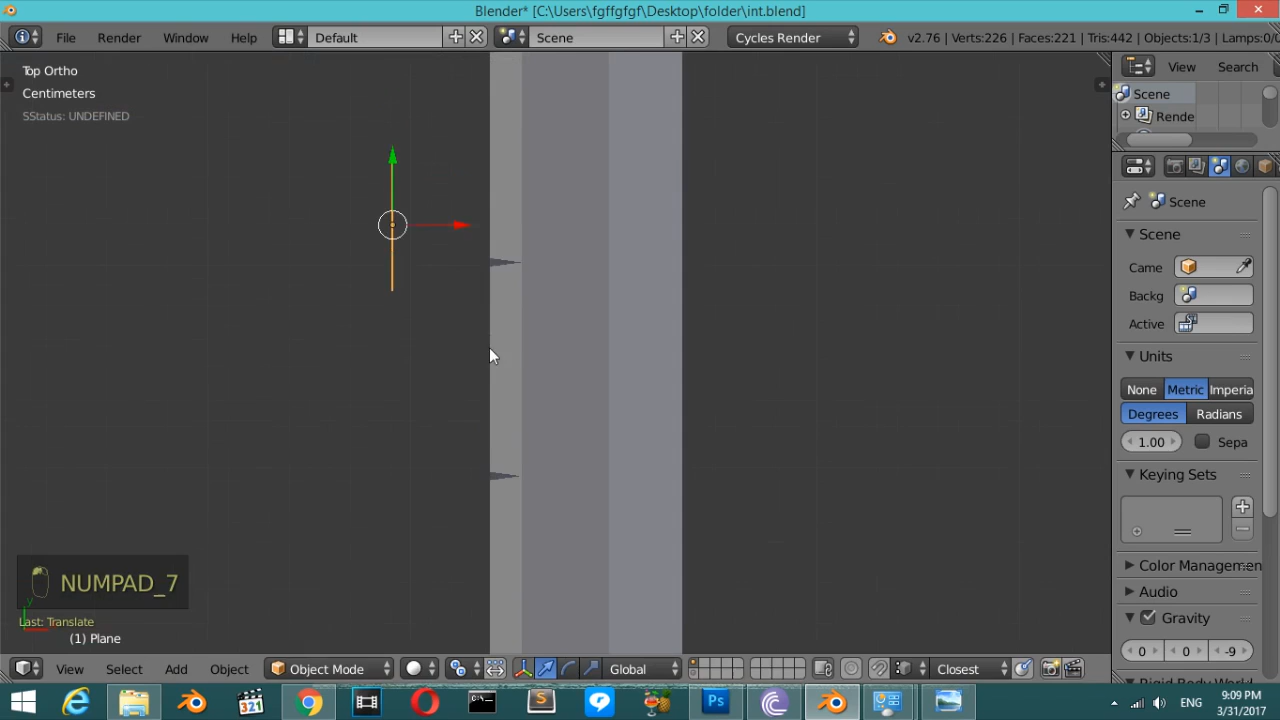 Blender* [C:\Users\fgffgfgf\Desktop\folder\int.blend]
File Render Window Help Default Scene Cycles Render v2.76 | Verts:226 | Faces:221 | Tris:442 | Objects:1/3 | Lamps:0/0
Top Ortho
Centimeters
SStatus: UNDEFINED
View Search
Scene
Rende
Scene
Scene
Came
Backg
Active
Units
None Metric Imperia
Degrees Radians
1.00 Sepa
Keying Sets
Color Managemen
Audio
Gravity
0 0 -9
NUMPAD_7
y
Last: Translate
(1) Plane
View Select Add Object Object Mode Global Closest
321
Ps
ENG
9:09 PM
3/31/2017